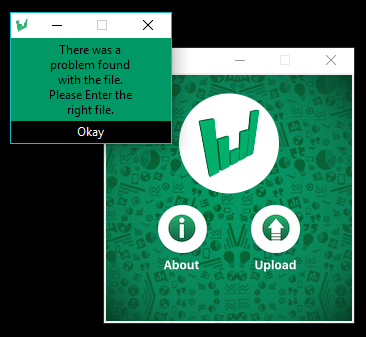 There was a
problem found
with the file.
Please Enter the
right file.
Okay
About
Upload